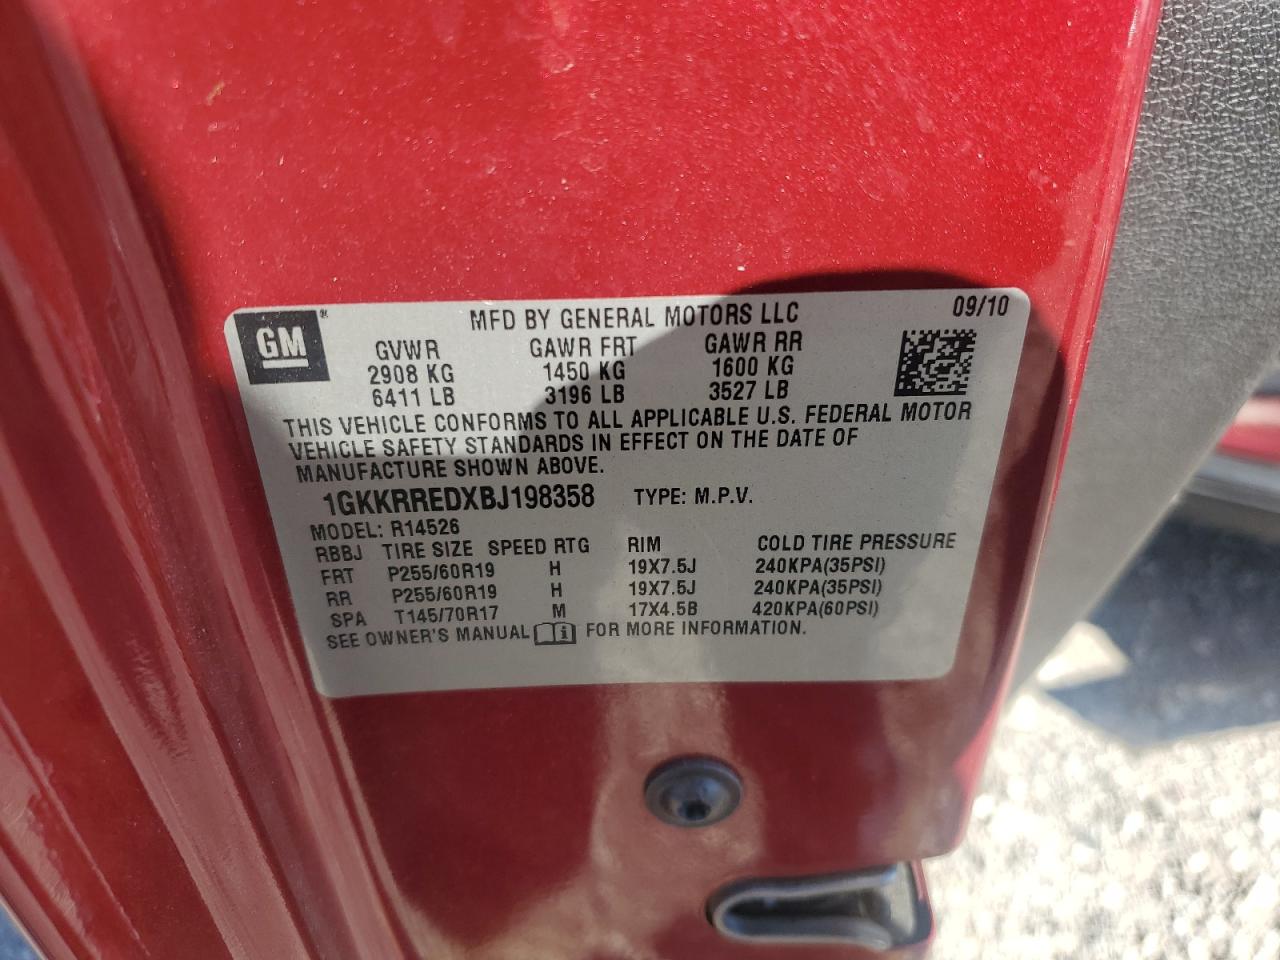 GM®
MFD BY GENERAL MOTORS LLC 09/10
GVWR GAWR FRT GAWR RR
2908 KG 1450 KG 1600 KG
6411 LB 3196 LB 3527 LB
THIS VEHICLE CONFORMS TO ALL APPLICABLE U.S. FEDERAL MOTOR
VEHICLE SAFETY STANDARDS IN EFFECT ON THE DATE OF
MANUFACTURE SHOWN ABOVE.
1GKKRREDXBJ198358 TYPE: M.P.V.
MODEL: R14526
RBBJ TIRE SIZE SPEED RTG RIM COLD TIRE PRESSURE
FRT P255/60R19 H 19X7.5J 240KPA(35PSI)
RR P255/60R19 H 19X7.5J 240KPA(35PSI)
SPA T145/70R17 M 17X4.5B 420KPA(60PSI)
SEE OWNER'S MANUAL i FOR MORE INFORMATION.